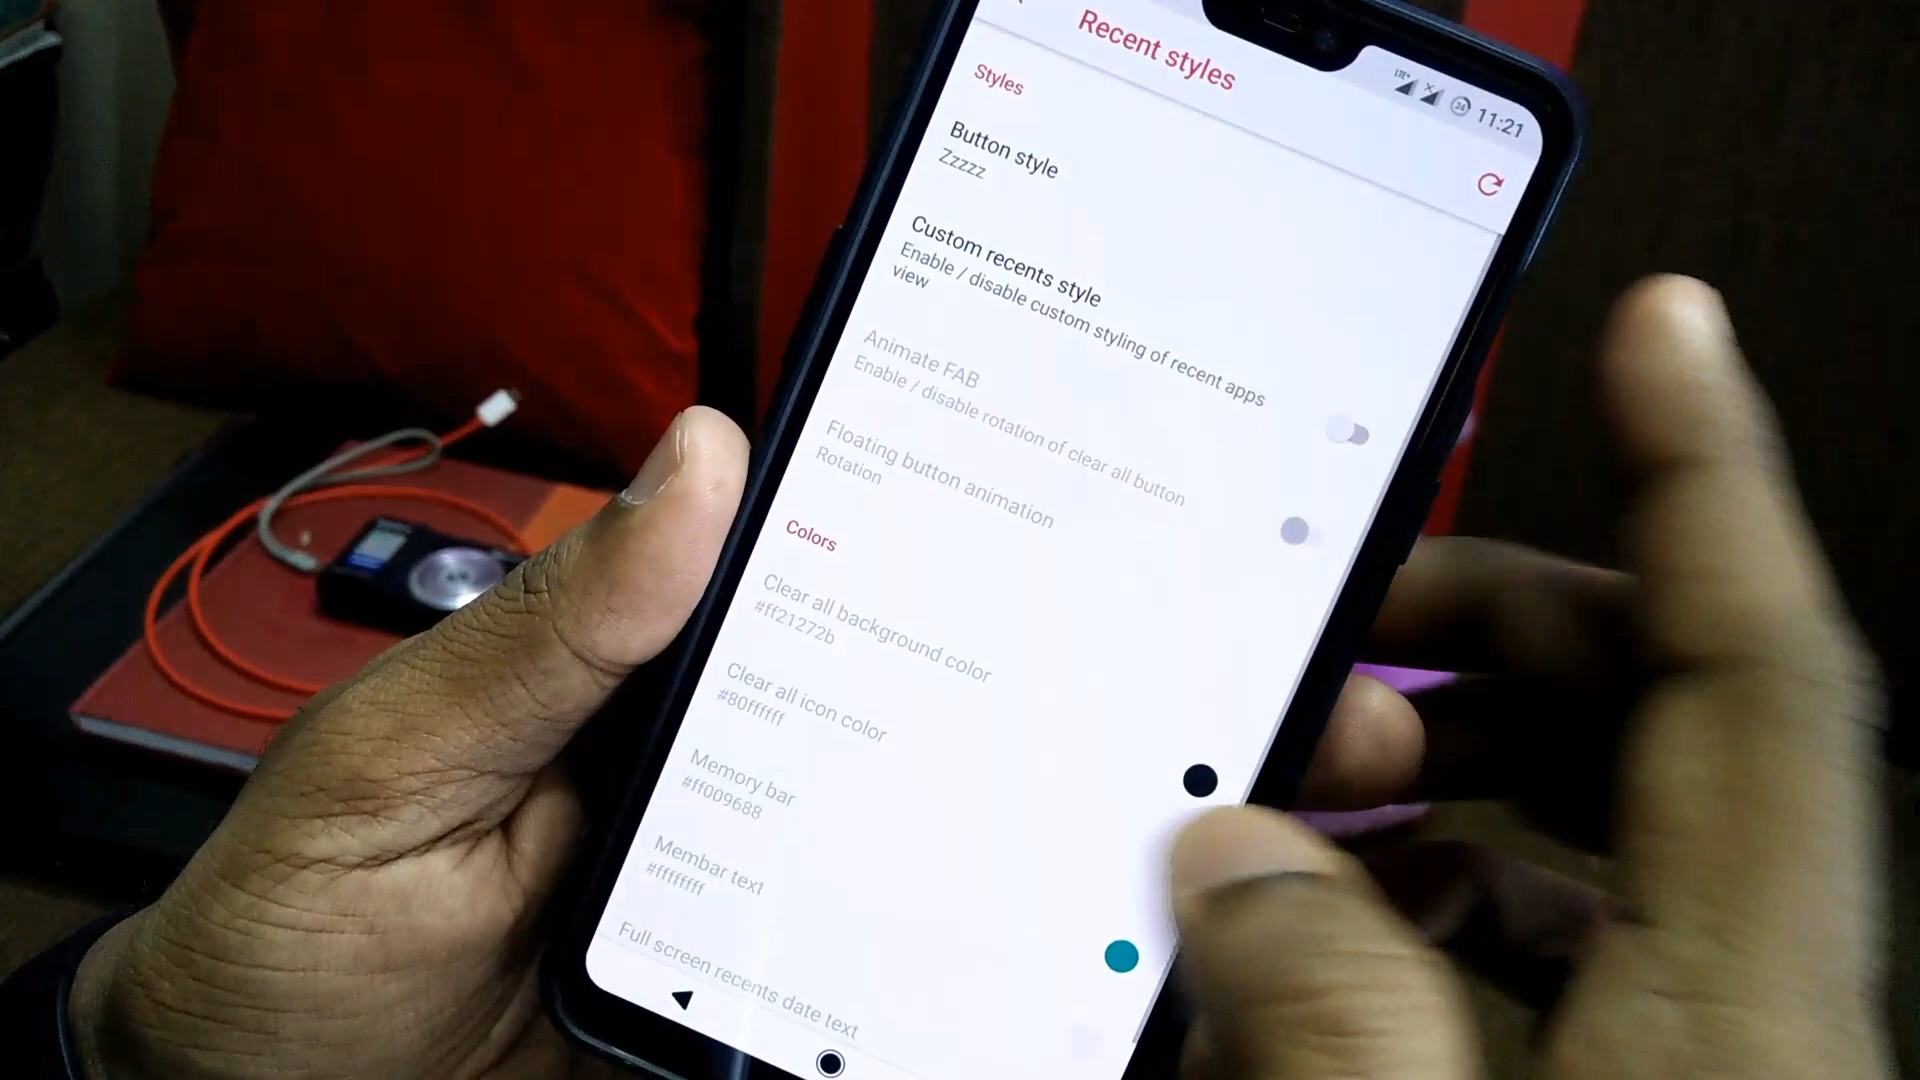 LTE+ 24 11:21
Recent styles
Styles
Button style
Zzzzz
Custom recents style
Enable / disable custom styling of recent apps
view
Animate FAB
Enable / disable rotation of clear all button
Floating button animation
Rotation
Colors
Clear all background color
#ff21272b
Clear all icon color
#80ffffff
Memory bar
#ff009688
Membar text
#ffffffff
Full screen recents date text